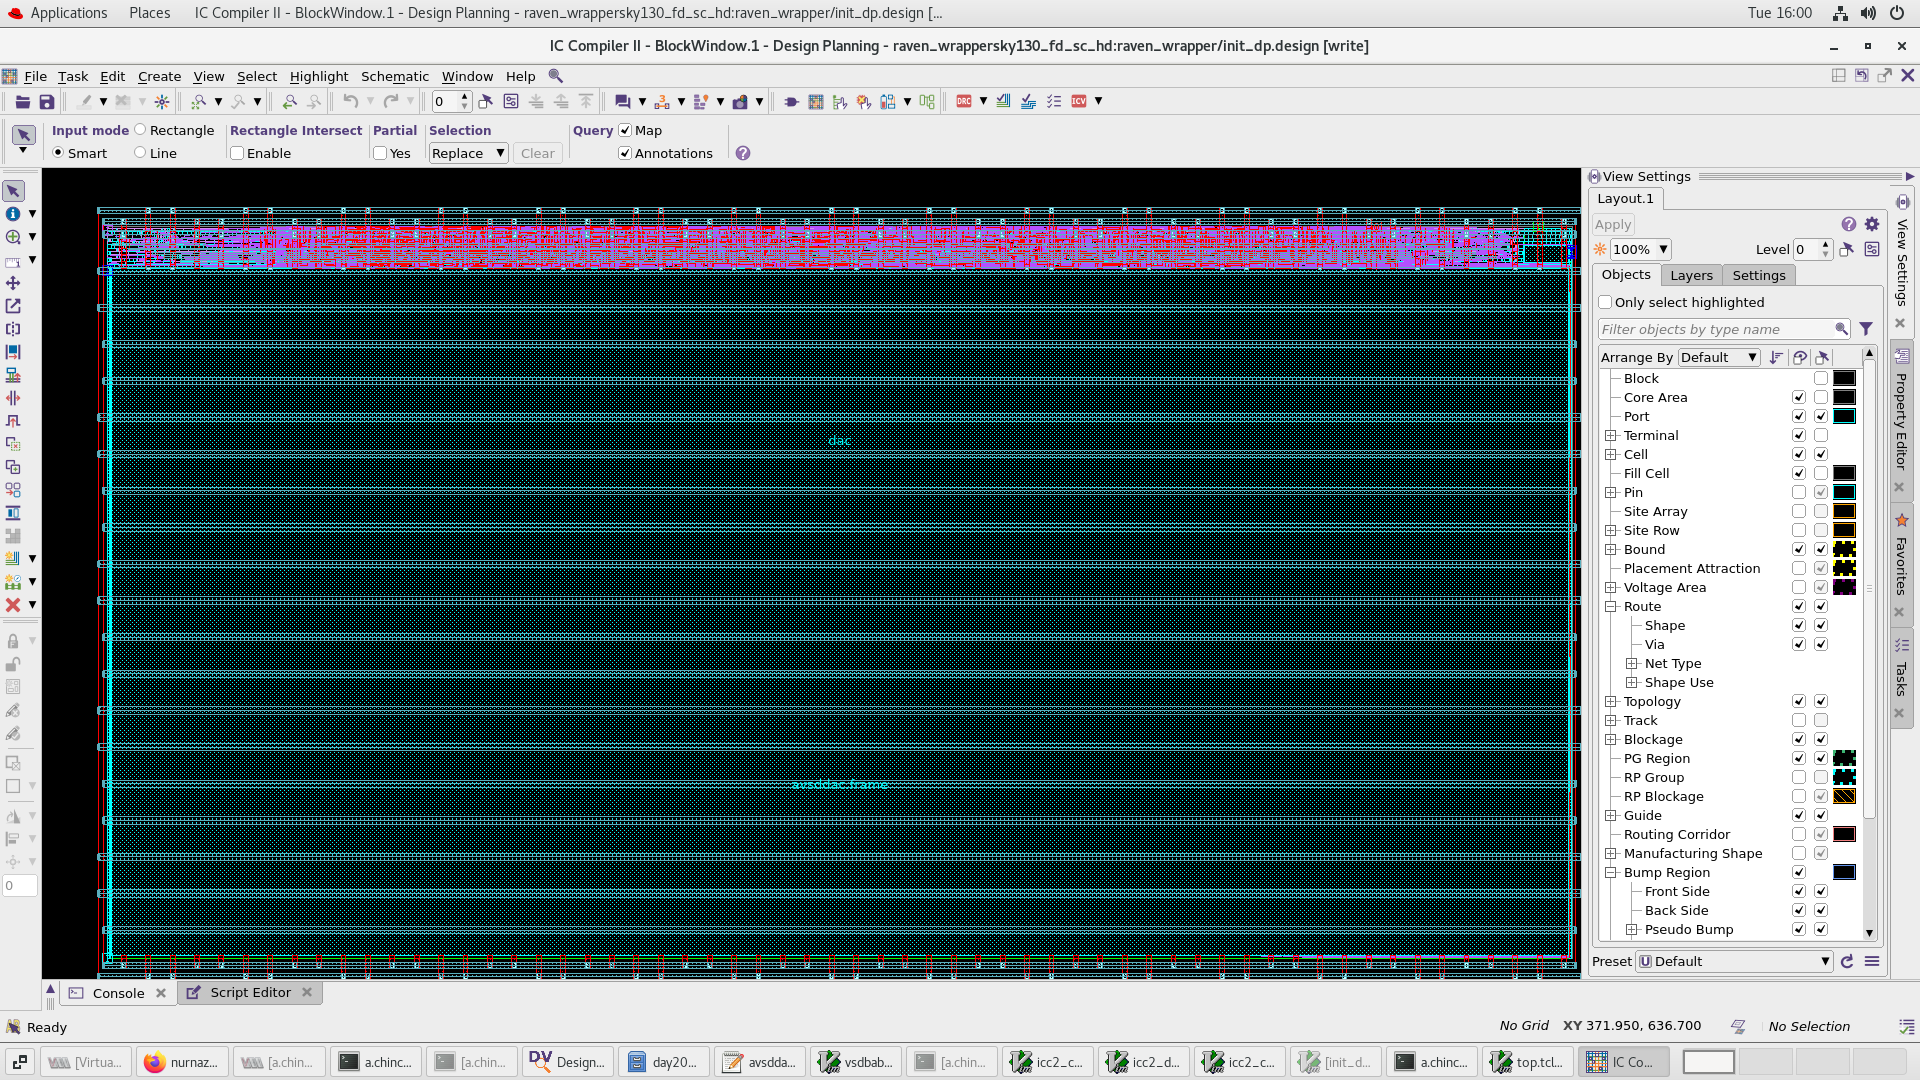 Applications Places IC Compiler II - BlockWindow.1 - Design Planning - raven_wrappersky130_fd_sc_hd:raven_wrapper/init_dp.design [... Tue 16:00
IC Compiler II - BlockWindow.1 - Design Planning - raven_wrappersky130_fd_sc_hd:raven_wrapper/init_dp.design [write]
File Task Edit Create View Select Highlight Schematic Window Help
0 DRC ICV
Input mode Rectangle Rectangle Intersect Partial Selection Query Map
Smart Line Enable Yes Replace Clear Annotations
View Settings
Layout.1
Apply
100% Level 0
Objects Layers Settings
Only select highlighted
Filter objects by type name
Arrange By Default
Block
Core Area
Port
Terminal
Cell
Fill Cell
Pin
Site Array
Site Row
Bound
Placement Attraction
Voltage Area
Route
Shape
Via
Net Type
Shape Use
Topology
Track
Blockage
PG Region
RP Group
RP Blockage
Guide
Routing Corridor
Manufacturing Shape
Bump Region
Front Side
Back Side
Pseudo Bump
Preset Default
View Settings
Property Editor
Favorites
Tasks
dac
avsddac.frame
0
Console Script Editor
Ready No Grid XY 371.950, 636.700 No Selection
[Virtua... nurnaz... [a.chin... a.chinc... [a.chin... Design... day20... avsdda... vsdbab... [a.chin... icc2_c... icc2_d... icc2_c... [init_d... a.chinc... top.tcl... IC Co...